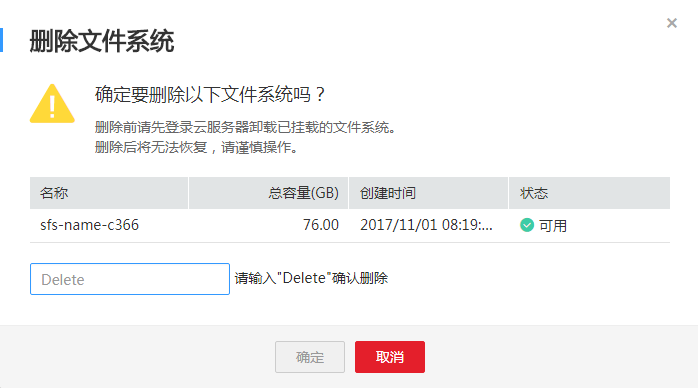 删除文件系统
确定要删除以下文件系统吗？
删除前请先登录云服务器卸载已挂载的文件系统。
删除后将无法恢复，请谨慎操作。
名称 总容量(GB) 创建时间 状态
sfs-name-c366 76.00 2017/11/01 08:19:... 可用
Delete 请输入"Delete"确认删除
确定 取消